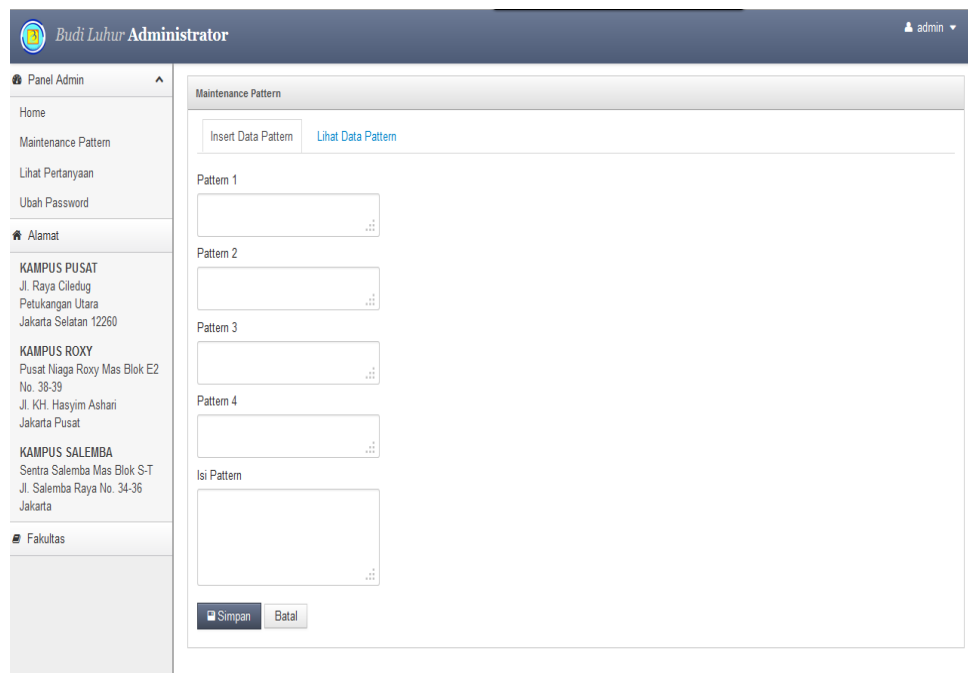 Budi Luhur Administrator
admin
Panel Admin
Home
Maintenance Pattern
Lihat Pertanyaan
Ubah Password
Alamat
KAMPUS PUSAT
Jl. Raya Ciledug
Petukangan Utara
Jakarta Selatan 12260
KAMPUS ROXY
Pusat Niaga Roxy Mas Blok E2
No. 38-39
Jl. KH. Hasyim Ashari
Jakarta Pusat
KAMPUS SALEMBA
Sentra Salemba Mas Blok S-T
Jl. Salemba Raya No. 34-36
Jakarta
Fakultas
Maintenance Pattern
Insert Data Pattern Lihat Data Pattern
Pattern 1
Pattern 2
Pattern 3
Pattern 4
Isi Pattern
Simpan Batal